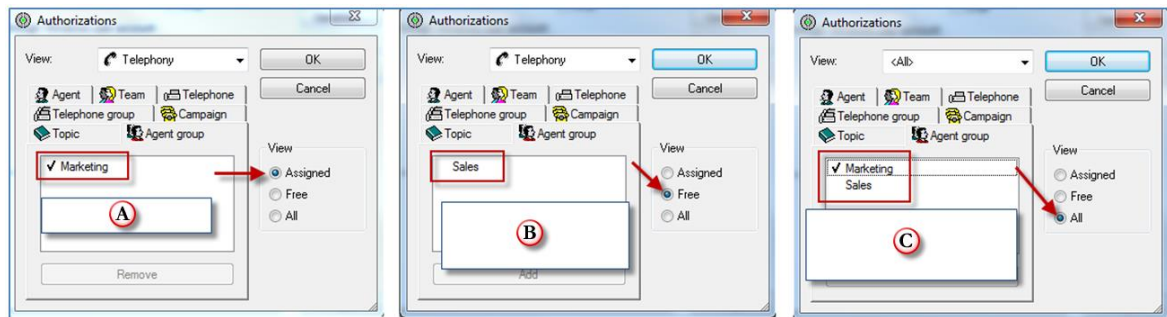 Authorizations
View:
Telephony
OK
Cancel
Agent
Team
Telephone
Telephone group
Campaign
Topic
Agent group
✓ Marketing
A
Remove
View
Assigned
Free
All
Authorizations
View:
Telephony
OK
Cancel
Agent
Team
Telephone
Telephone group
Campaign
Topic
Agent group
Sales
B
Add
View
Assigned
Free
All
Authorizations
View:
<All>
OK
Cancel
Agent
Team
Telephone
Telephone group
Campaign
Topic
Agent group
✓ Marketing
Sales
C
View
Assigned
Free
All